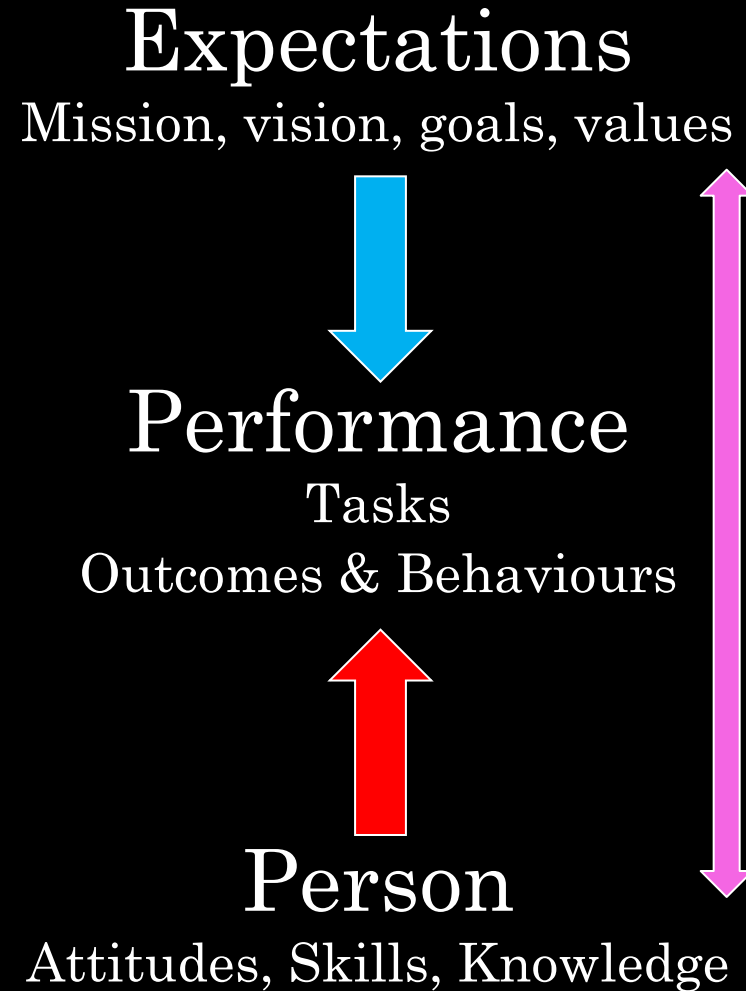 Expectations
Mission, vision, goals, values
Performance
Tasks
Outcomes & Behaviours
Person
Attitudes, Skills, Knowledge